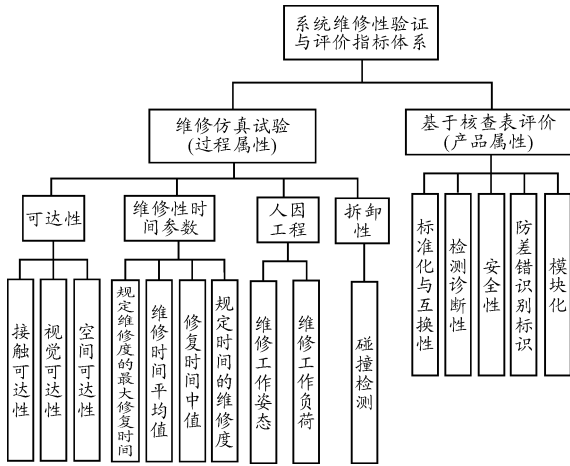 系统维修性验证
与评价指标体系
维修仿真试验
(过程属性)
基于核查表评价
(产品属性)
可达性
维修性时
间参数
人因
工程
拆卸
性
接触可达性
视觉可达性
空间可达性
规定维修度的最大修复时间
维修时间平均值
修复时间中值
规定时间的维修度
维修工作姿态
维修工作负荷
碰撞检测
标准化与互换性
检测诊断性
安全性
防差错识别标识
模块化